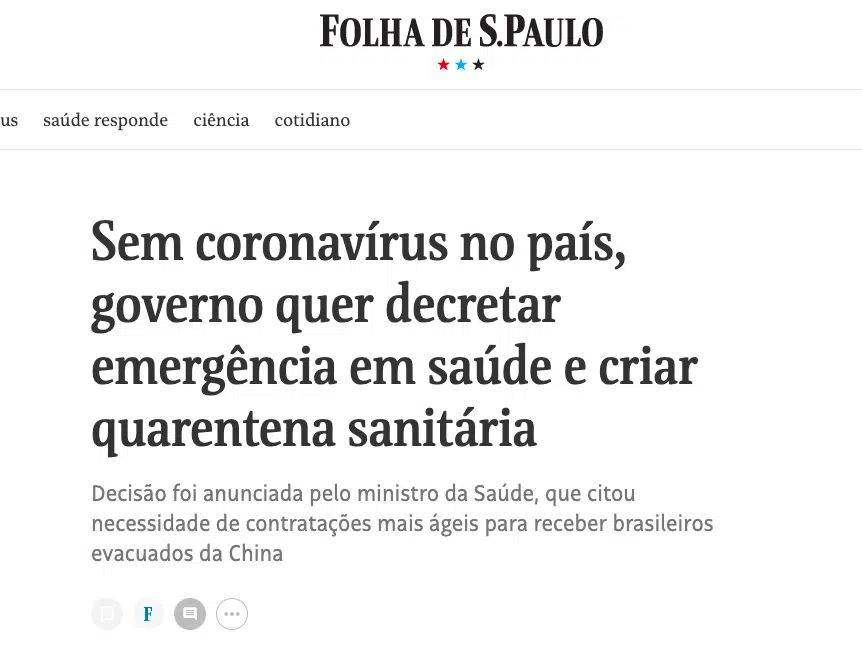 FOLHA DE S.PAULO
us saúde responde ciência cotidiano
Sem coronavírus no país,
governo quer decretar
emergência em saúde e criar
quarentena sanitária
Decisão foi anunciada pelo ministro da Saúde, que citou
necessidade de contratações mais ágeis para receber brasileiros
evacuados da China
F